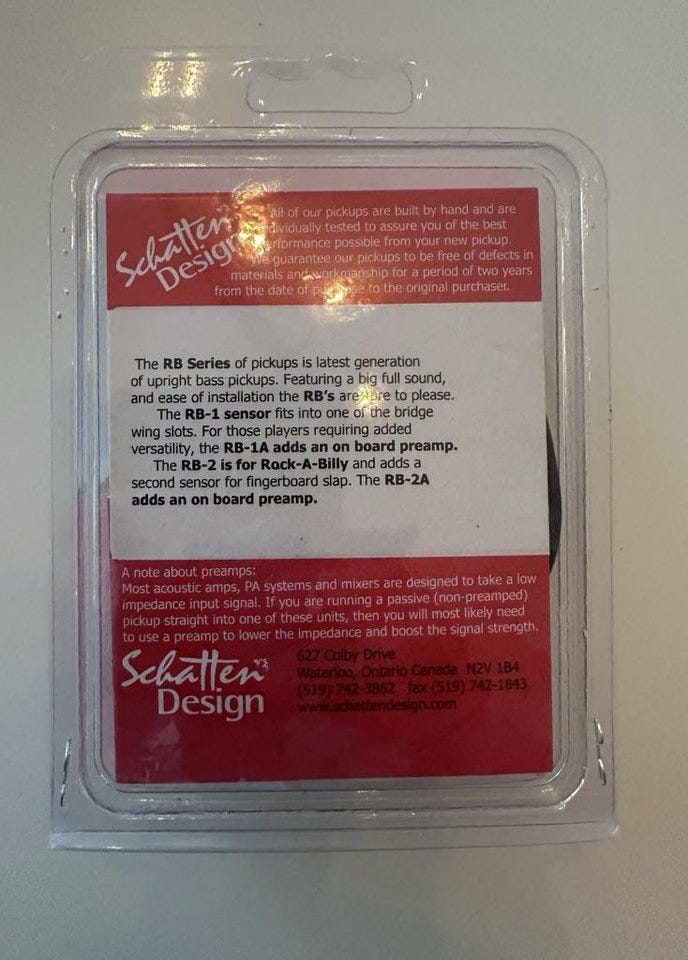 Schatten
Design
All of our pickups are built by hand and are
individually tested to assure you of the best
performance possible from your new pickup.
We guarantee our pickups to be free of defects in
materials and workmanship for a period of two years
from the date of purchase to the original purchaser.
The RB Series of pickups is latest generation
of upright bass pickups. Featuring a big full sound,
and ease of installation the RB's are sure to please.
The RB-1 sensor fits into one of the bridge
wing slots. For those players requiring added
versatility, the RB-1A adds an on board preamp.
The RB-2 is for Rock-A-Billy and adds a
second sensor for fingerboard slap. The RB-2A
adds an on board preamp.
A note about preamps:
Most acoustic amps, PA systems and mixers are designed to take a low
impedance input signal. If you are running a passive (non-preamped)
pickup straight into one of these units, then you will most likely need
to use a preamp to lower the impedance and boost the signal strength.
Schatten
Design
627 Colby Drive
Waterloo, Ontario Canada N2V 1B4
(519) 742-3862 fax (519) 742-1843
www.schattendesign.com